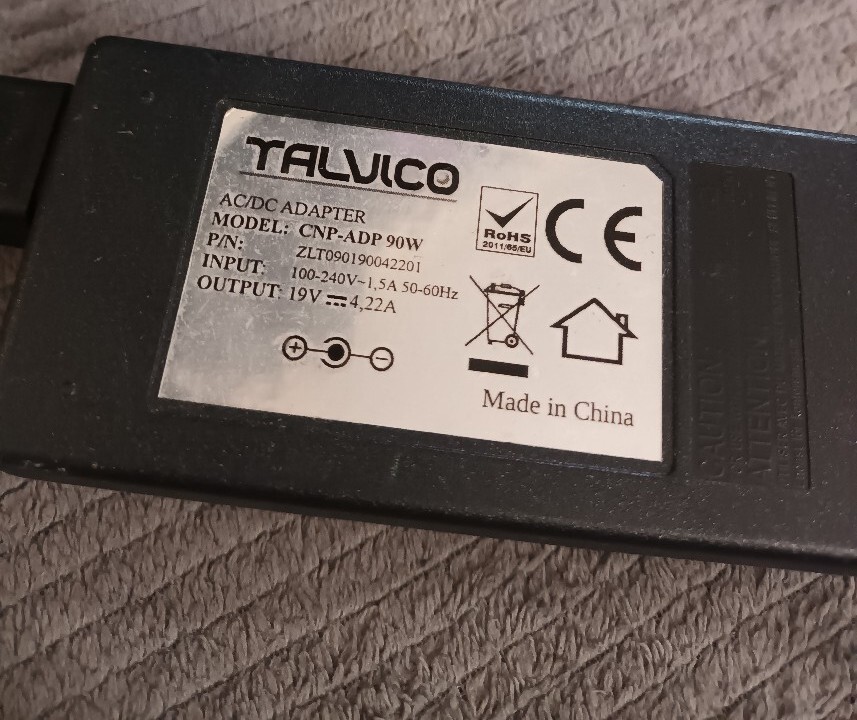 TALVICO
AC/DC ADAPTER
MODEL: CNP-ADP 90W
P/N: ZLT090190042201
INPUT: 100-240V~1,5A 50-60Hz
OUTPUT: 19V ⎓ 4,22A
RoHS
2011/65/EU
CE
Made in China
CAUTION
ATTENTION